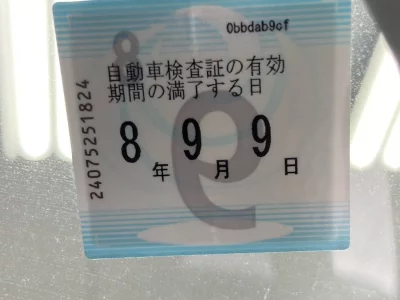 0bbdab9cf
自動車検査証の有効
期間の満了する日
8年9月9日
24075251824